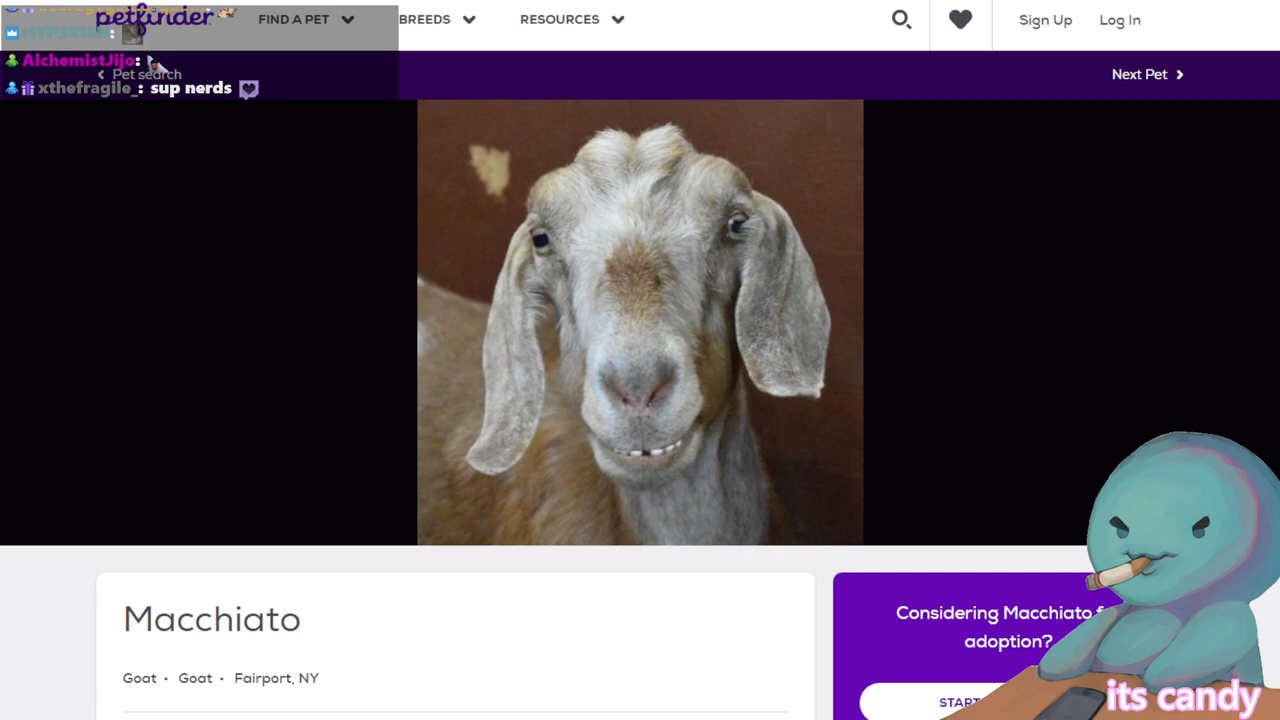 petfinder
FIND A PET
BREEDS
RESOURCES
Sign Up
Log In
AlchemistJijo:
Pet search
xthefragile_: sup nerds
Next Pet
Macchiato
Goat • Goat • Fairport, NY
Considering Macchiato f
adoption?
START
its candy